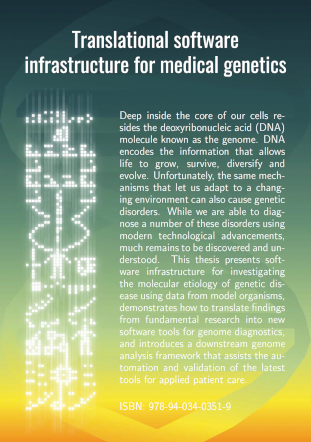 Translational software
infrastructure for medical genetics
Deep inside the core of our cells re-
sides the deoxyribonucleic acid (DNA)
molecule known as the genome. DNA
encodes the information that allows
life to grow, survive, diversify and
evolve. Unfortunately, the same mech-
anisms that let us adapt to a chang-
ing environment can also cause genetic
disorders. While we are able to diag-
nose a number of these disorders using
modern technological advancements,
much remains to be discovered and un-
derstood. This thesis presents soft-
ware infrastructure for investigating
the molecular etiology of genetic dis-
ease using data from model organisms,
demonstrates how to translate findings
from fundamental research into new
software tools for genome diagnostics,
and introduces a downstream genome
analysis framework that assists the au-
tomation and validation of the latest
tools for applied patient care.
ISBN: 978-94-034-0351-9